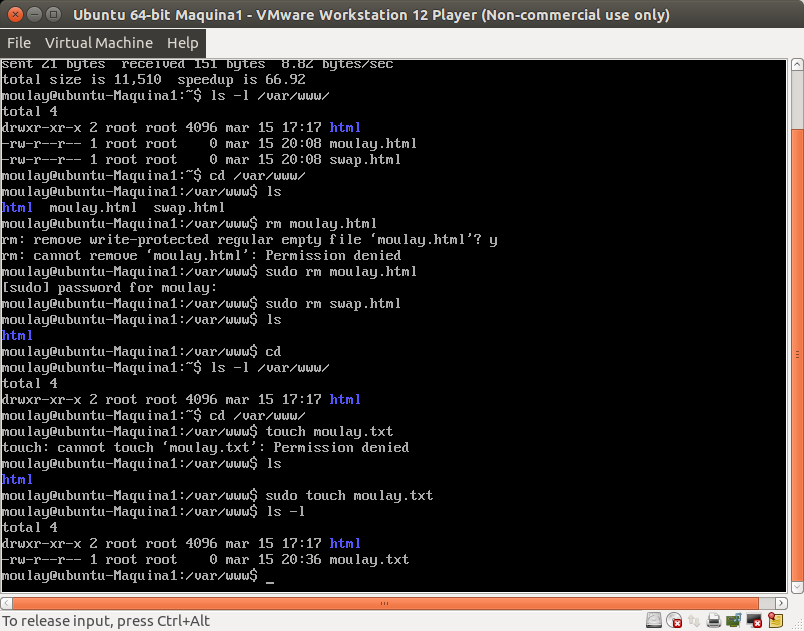 Ubuntu 64-bit Maquina1 - VMware Workstation 12 Player (Non-commercial use only)
File Virtual Machine Help
sent 21 bytes  received 151 bytes  8.82 bytes/sec
total size is 11,510  speedup is 66.92
moulay@ubuntu-Maquina1:~$ ls -l /var/www/
total 4
drwxr-xr-x 2 root root 4096 mar 15 17:17 html
-rw-r--r-- 1 root root    0 mar 15 20:08 moulay.html
-rw-r--r-- 1 root root    0 mar 15 20:08 swap.html
moulay@ubuntu-Maquina1:~$ cd /var/www/
moulay@ubuntu-Maquina1:/var/www$ ls
html  moulay.html  swap.html
moulay@ubuntu-Maquina1:/var/www$ rm moulay.html
rm: remove write-protected regular empty file ‘moulay.html’? y
rm: cannot remove ‘moulay.html’: Permission denied
moulay@ubuntu-Maquina1:/var/www$ sudo rm moulay.html
[sudo] password for moulay:
moulay@ubuntu-Maquina1:/var/www$ sudo rm swap.html
moulay@ubuntu-Maquina1:/var/www$ ls
html
moulay@ubuntu-Maquina1:/var/www$ cd
moulay@ubuntu-Maquina1:~$ ls -l /var/www/
total 4
drwxr-xr-x 2 root root 4096 mar 15 17:17 html
moulay@ubuntu-Maquina1:~$ cd /var/www/
moulay@ubuntu-Maquina1:/var/www$ touch moulay.txt
touch: cannot touch ‘moulay.txt’: Permission denied
moulay@ubuntu-Maquina1:/var/www$ ls
html
moulay@ubuntu-Maquina1:/var/www$ sudo touch moulay.txt
moulay@ubuntu-Maquina1:/var/www$ ls -l
total 4
drwxr-xr-x 2 root root 4096 mar 15 17:17 html
-rw-r--r-- 1 root root    0 mar 15 20:36 moulay.txt
moulay@ubuntu-Maquina1:/var/www$ _
To release input, press Ctrl+Alt